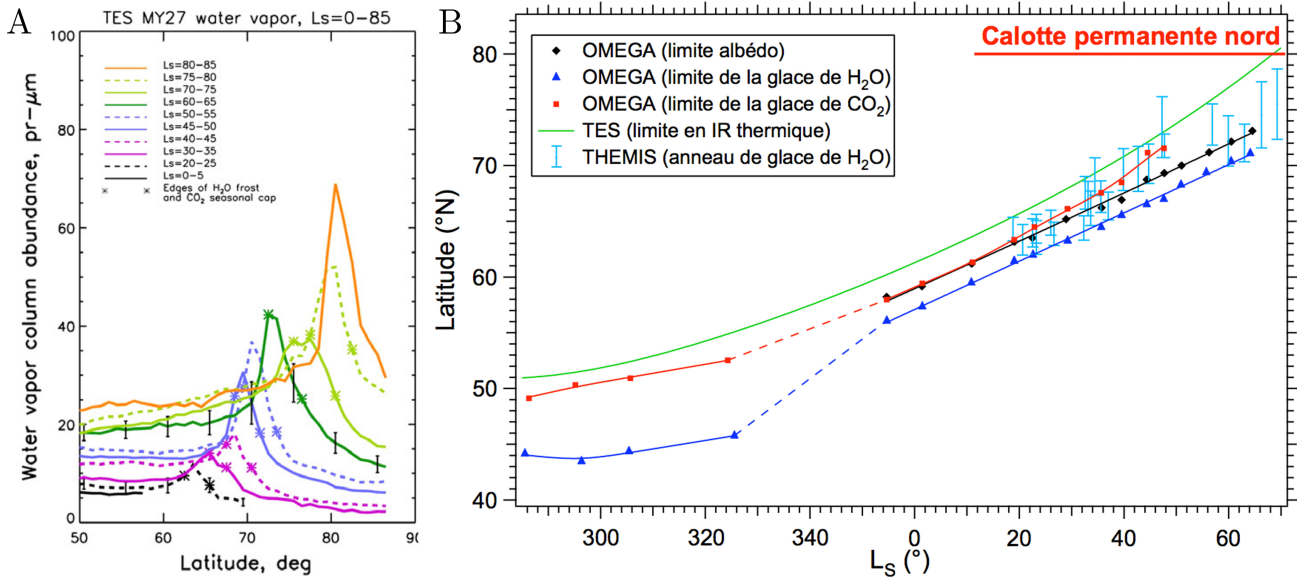 A
TES MY27 water vapor, Ls=0-85
Water vapor column abundance, pr-μm
100
80
60
40
20
0
Ls=80-85
Ls=75-80
Ls=70-75
Ls=60-65
Ls=50-55
Ls=45-50
Ls=40-45
Ls=30-35
Ls=20-25
Ls=0-5
Edges of H2O frost
and CO2 seasonal cap
50 60 70 80 90
Latitude, deg
B
Latitude (°N)
80
70
60
50
40
Calotte permanente nord
OMEGA (limite albédo)
OMEGA (limite de la glace de H2O)
OMEGA (limite de la glace de CO2)
TES (limite en IR thermique)
THEMIS (anneau de glace de H2O)
300 320 340 0 20 40 60
LS (°)